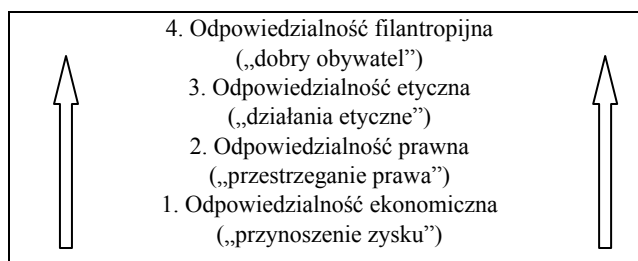 4. Odpowiedzialność filantropijna
(„dobry obywatel”)
3. Odpowiedzialność etyczna
(„działania etyczne”)
2. Odpowiedzialność prawna
(„przestrzeganie prawa”)
1. Odpowiedzialność ekonomiczna
(„przynoszenie zysku”)